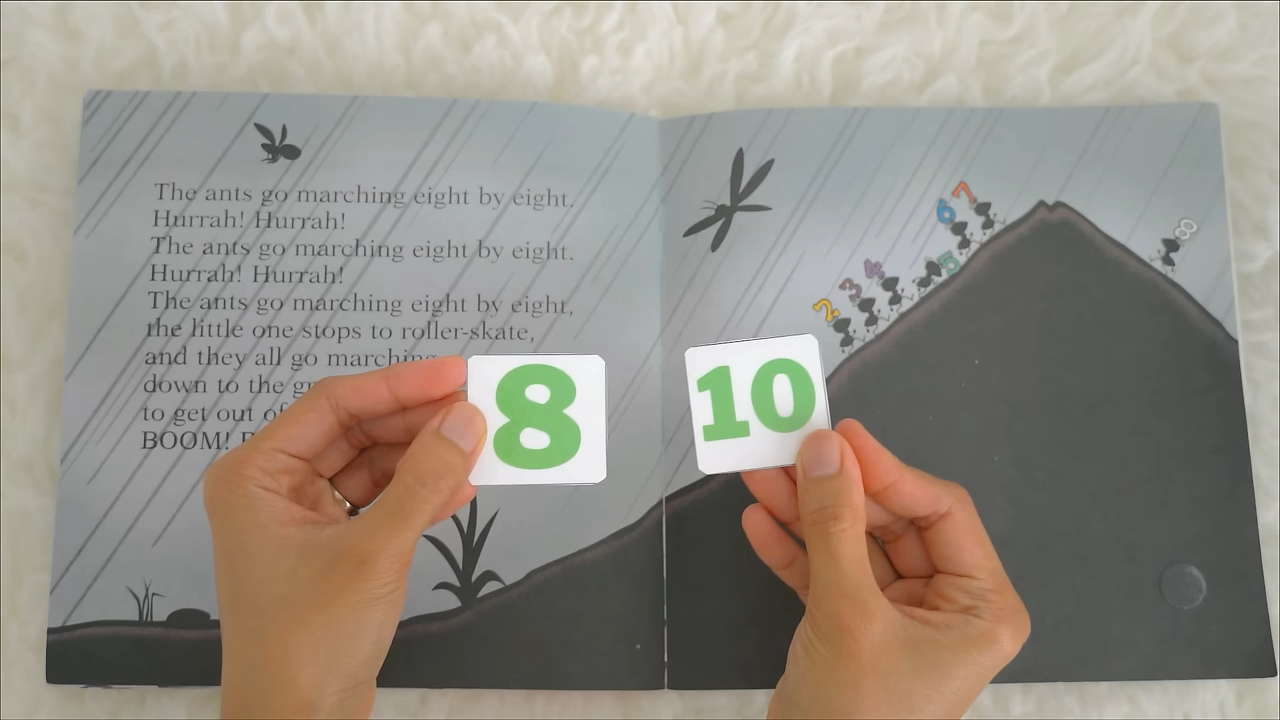 The ants go marching eight by eight.
Hurrah! Hurrah!
The ants go marching eight by eight.
Hurrah! Hurrah!
The ants go marching eight by eight,
the little one stops to roller-skate,
and they all go marching
down to the
to get out of
BOOM!
8
10
2
3
4
5
6
7
8